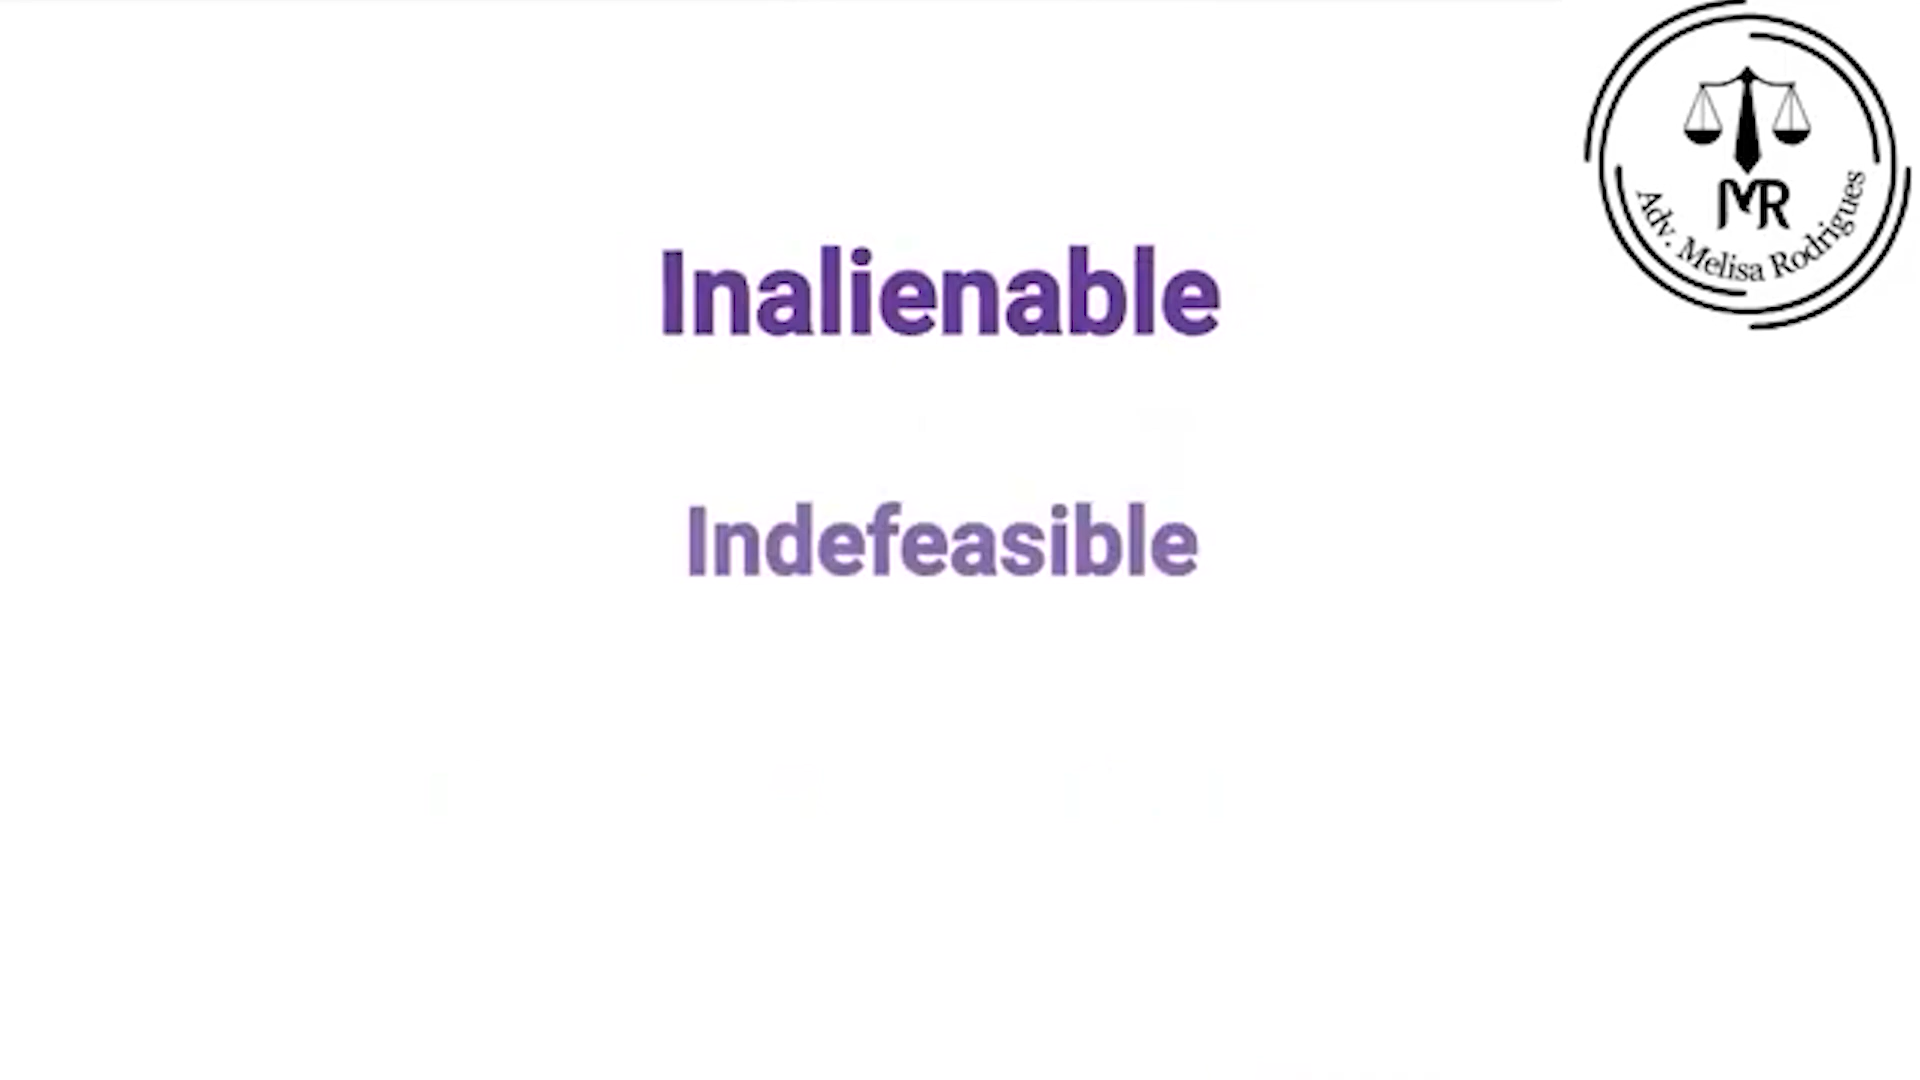 Inalienable
Indefeasible
MR
Adv. Melisa Rodrigues